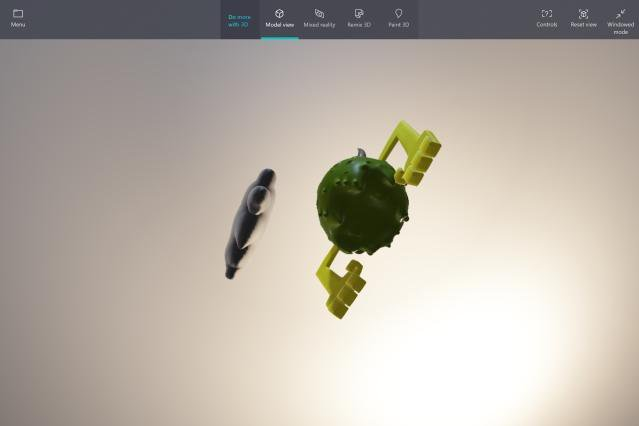 Menu
Do more
with 3D
Model view
Mixed reality
Remix 3D
Paint 3D
Controls
Reset view
Windowed
mode